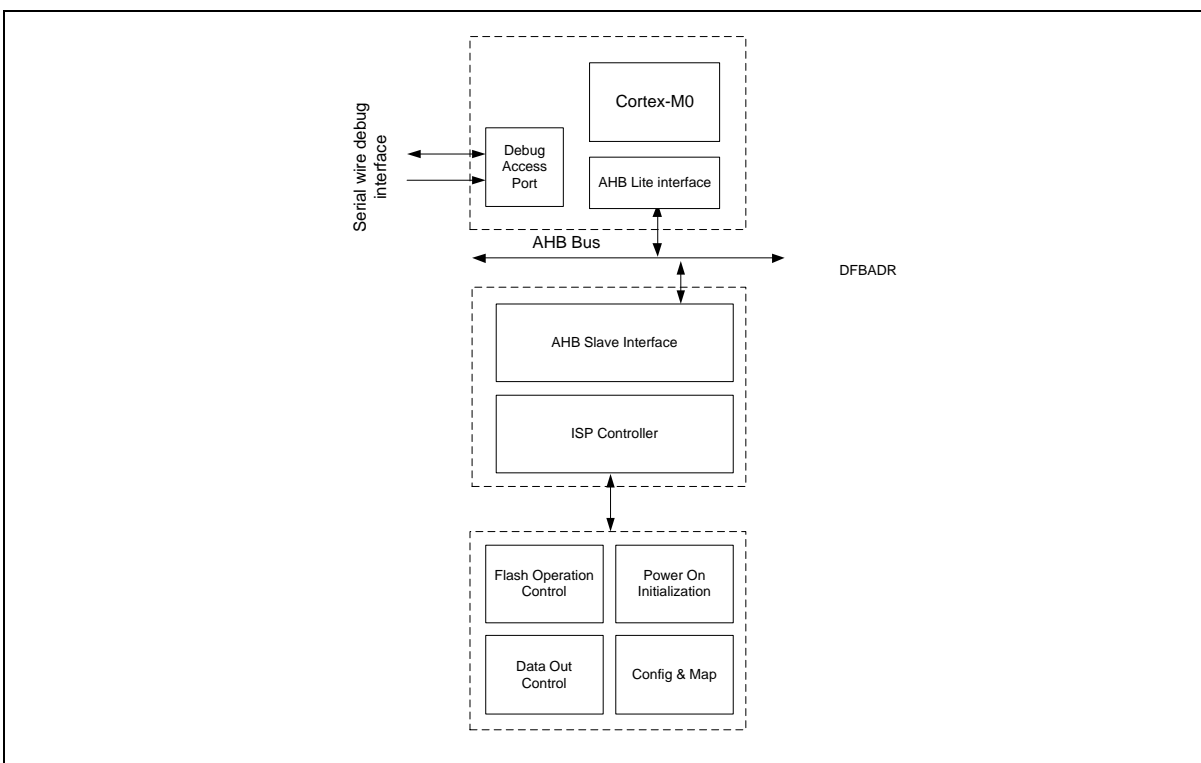 Cortex-M0
Serial wire debug
interface
Debug
Access
Port
AHB Lite interface
AHB Bus
DFBADR
AHB Slave Interface
ISP Controller
Flash Operation
Control
Power On
Initialization
Data Out
Control
Config & Map